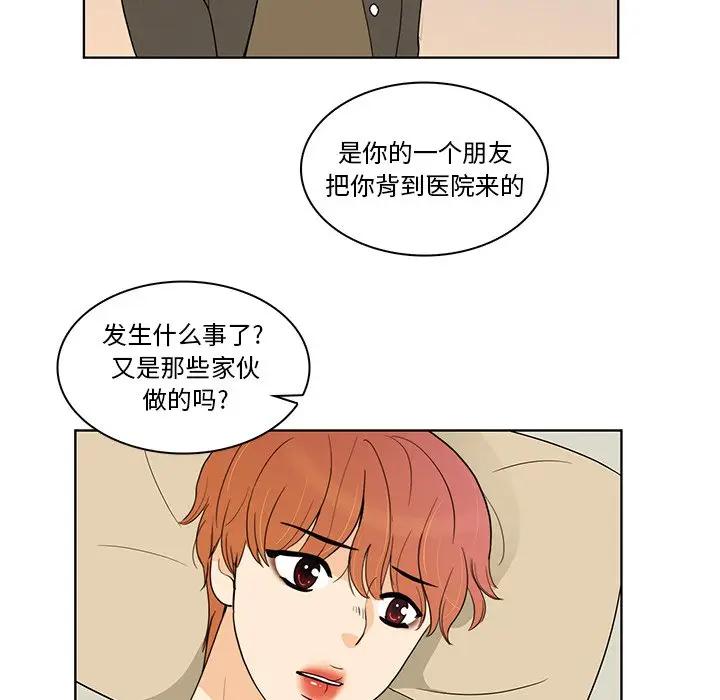 是你的一个朋友
把你背到医院来的
发生什么事了?
又是那些家伙
做的吗?